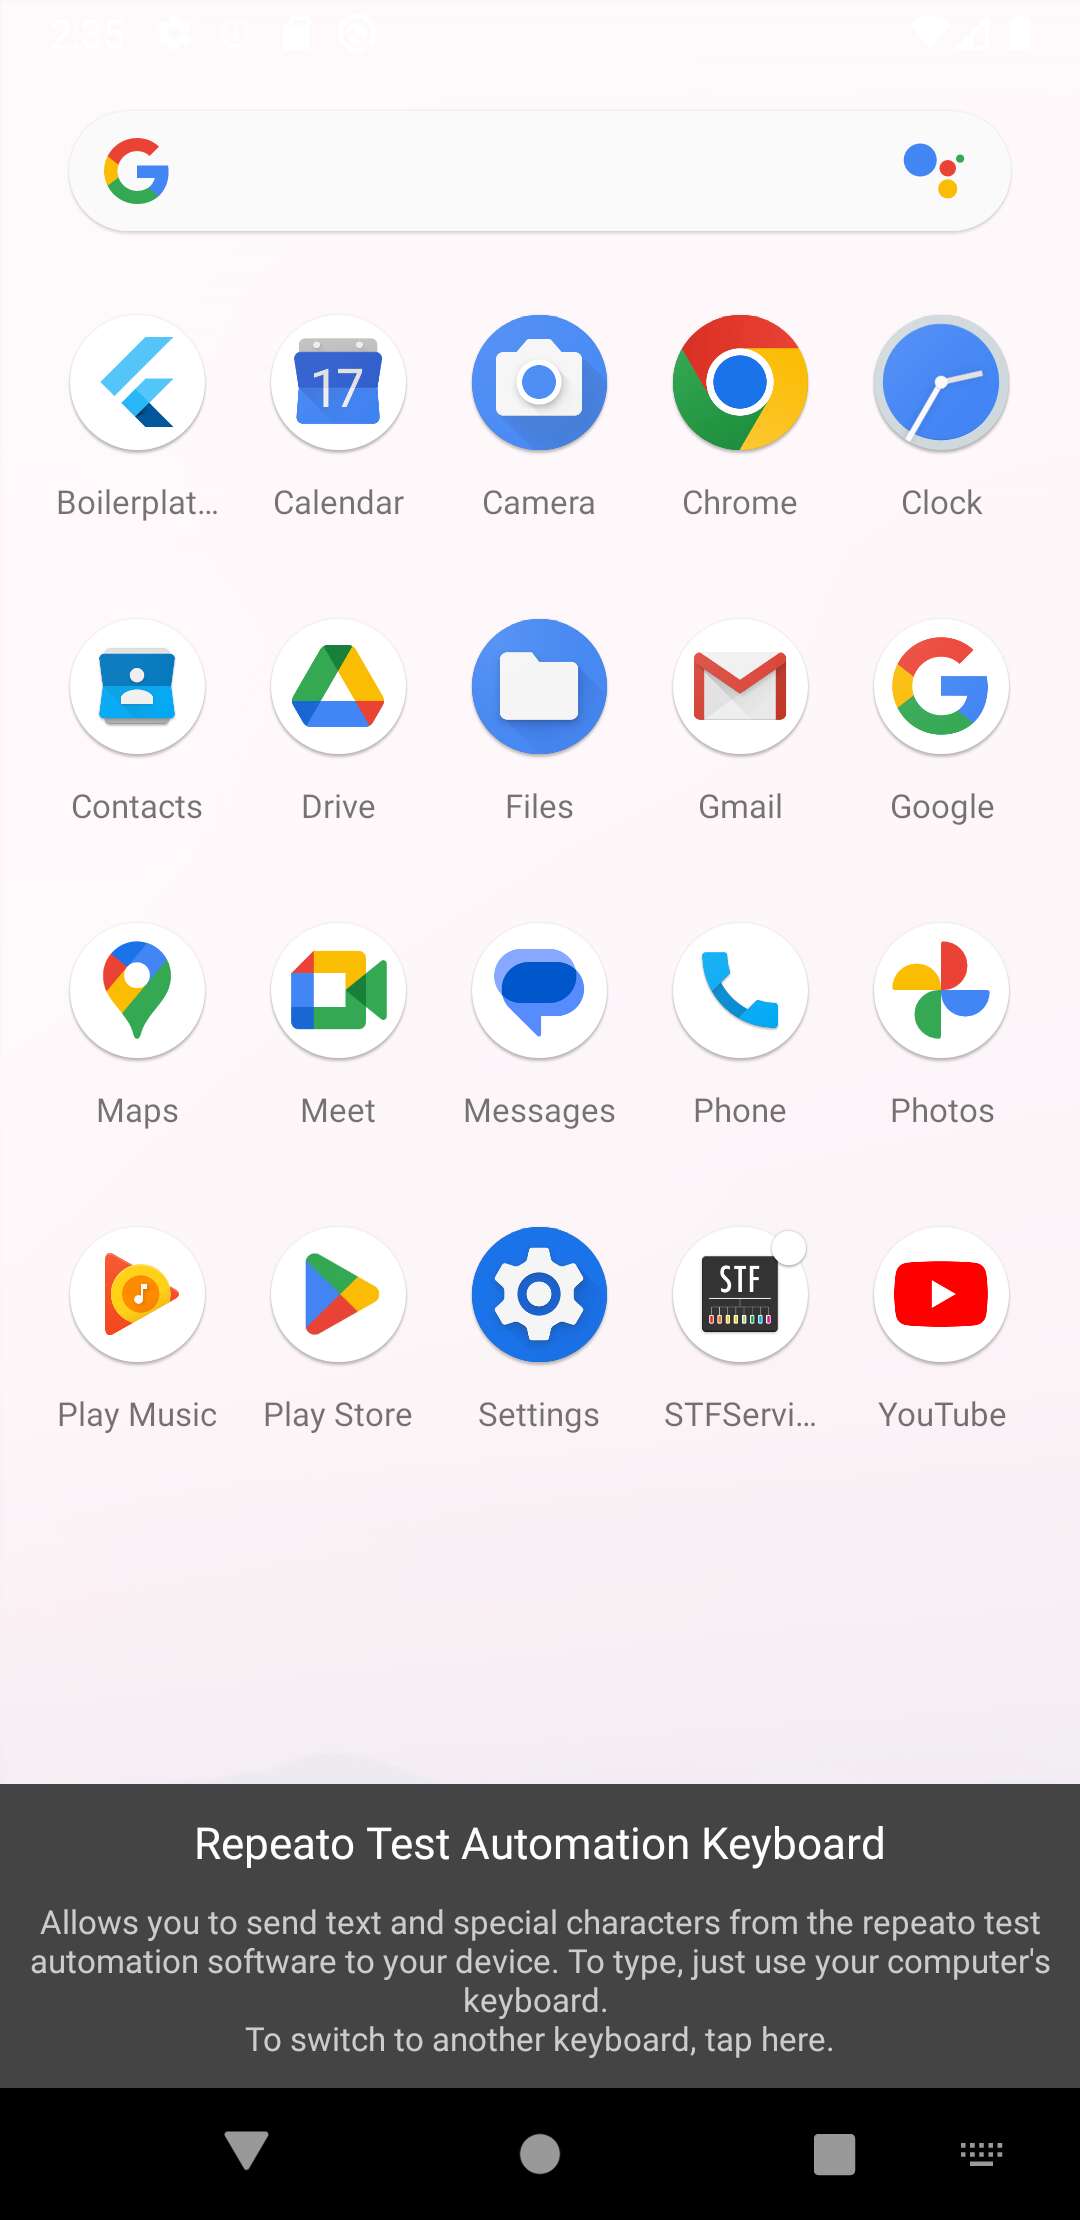 2:35
Boilerplat...
Calendar
Camera
Chrome
Clock
17
Contacts
Drive
Files
Gmail
Google
Maps
Meet
Messages
Phone
Photos
STF
Play Music
Play Store
Settings
STFServi...
YouTube
Repeato Test Automation Keyboard
Allows you to send text and special characters from the repeato test
automation software to your device. To type, just use your computer's
keyboard.
To switch to another keyboard, tap here.